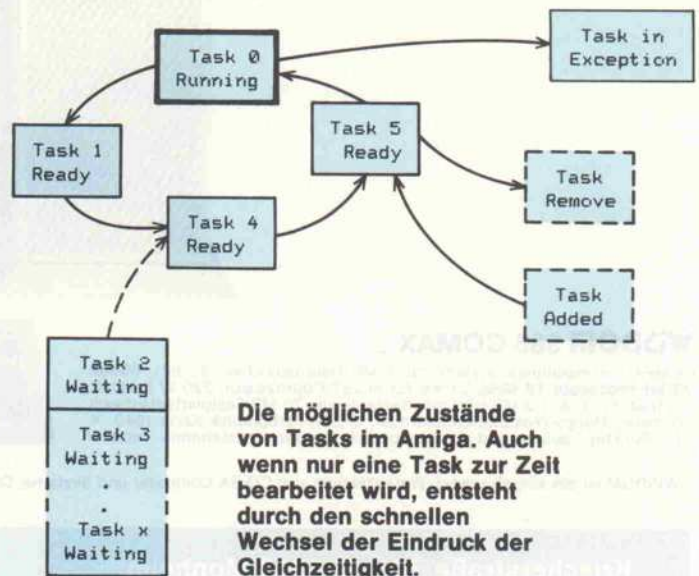 Task 0
Running
Task in
Exception
Task 5
Ready
Task 1
Ready
Task
Remove
Task 4
Ready
Task
Added
Task 2
Waiting
Task 3
Waiting
.
.
Task x
Waiting
Die möglichen Zustände
von Tasks im Amiga. Auch
wenn nur eine Task zur Zeit
bearbeitet wird, entsteht
durch den schnellen
Wechsel der Eindruck der
Gleichzeitigkeit.